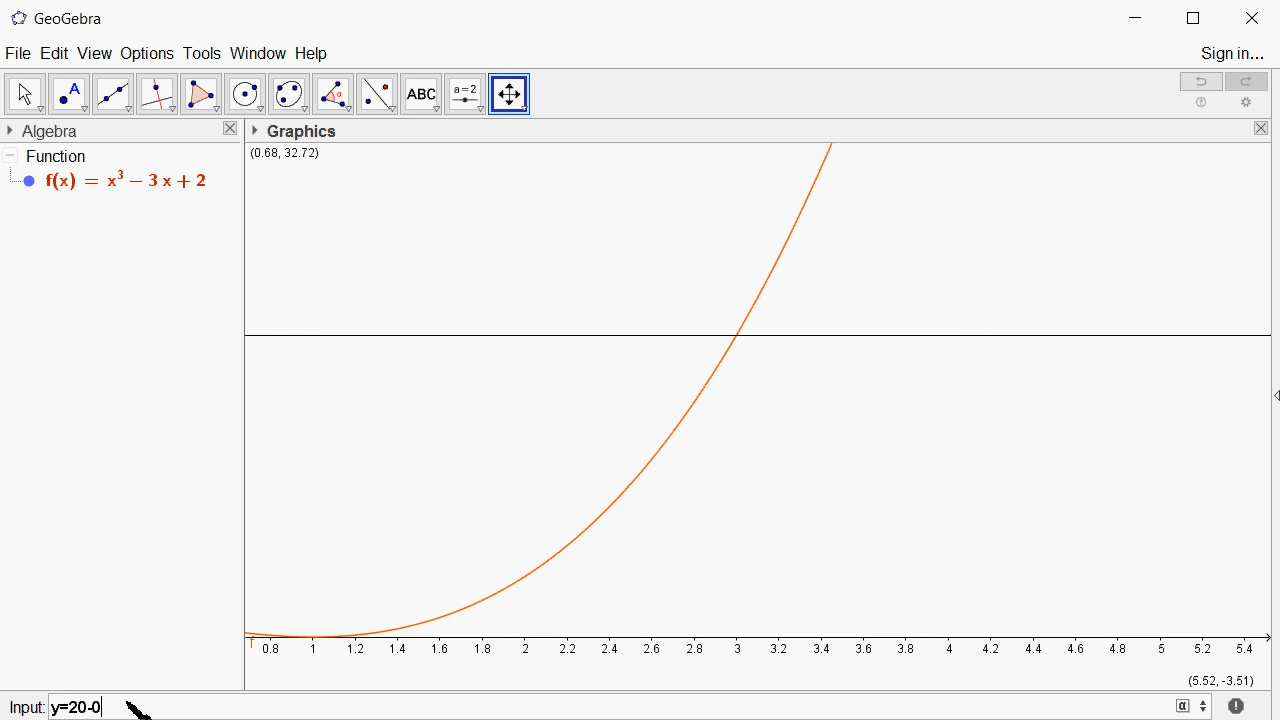 GeoGebra
File Edit View Options Tools Window Help Sign in...
A α ABC a=2
Algebra Graphics
Function
f(x) = x³ − 3 x + 2
(0.68, 32.72)
f
0.8 1 1.2 1.4 1.6 1.8 2 2.2 2.4 2.6 2.8 3 3.2 3.4 3.6 3.8 4 4.2 4.4 4.6 4.8 5 5.2 5.4
(5.52, -3.51)
Input: y=20-0 α